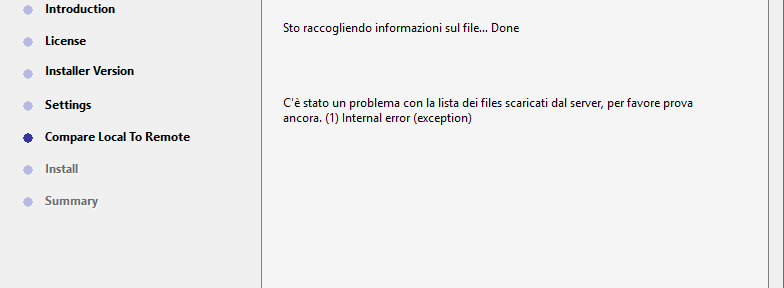 Introduction
License
Installer Version
Settings
Compare Local To Remote
Install
Summary
Sto raccogliendo informazioni sul file... Done
C'è stato un problema con la lista dei files scaricati dal server, per favore prova
ancora. (1) Internal error (exception)